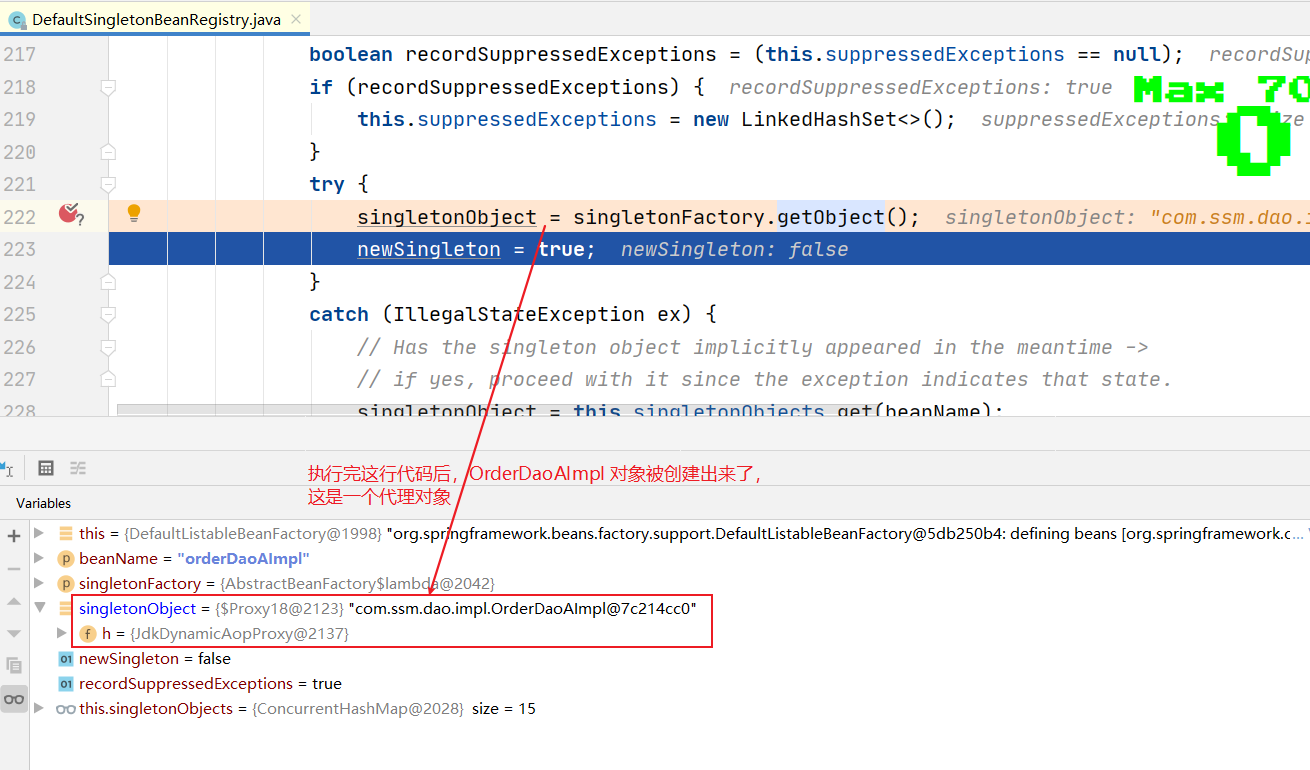 DefaultSingletonBeanRegistry.java
217 boolean recordSuppressedExceptions = (this.suppressedExceptions == null); recordSup
218 if (recordSuppressedExceptions) { recordSuppressedExceptions: true
Max 70
219 this.suppressedExceptions = new LinkedHashSet<>(); suppressedExceptions:
0
220 }
221 try {
222 singletonObject = singletonFactory.getObject(); singletonObject: "com.ssm.dao.i
223 newSingleton = true; newSingleton: false
224 }
225 catch (IllegalStateException ex) {
226 // Has the singleton object implicitly appeared in the meantime ->
227 // if yes, proceed with it since the exception indicates that state.
228 singletonObject = this.singletonObjects.get(beanName);
执行完这行代码后，OrderDaoAImpl 对象被创建出来了，
这是一个代理对象
Variables
this = {DefaultListableBeanFactory@1998} "org.springframework.beans.factory.support.DefaultListableBeanFactory@5db250b4: defining beans [org.springframework.c...
p beanName = "orderDaoAImpl"
p singletonFactory = {AbstractBeanFactory$lambda@2042}
singletonObject = {$Proxy18@2123} "com.ssm.dao.impl.OrderDaoAImpl@7c214cc0"
f h = {JdkDynamicAopProxy@2137}
01 newSingleton = false
01 recordSuppressedExceptions = true
this.singletonObjects = {ConcurrentHashMap@2028} size = 15